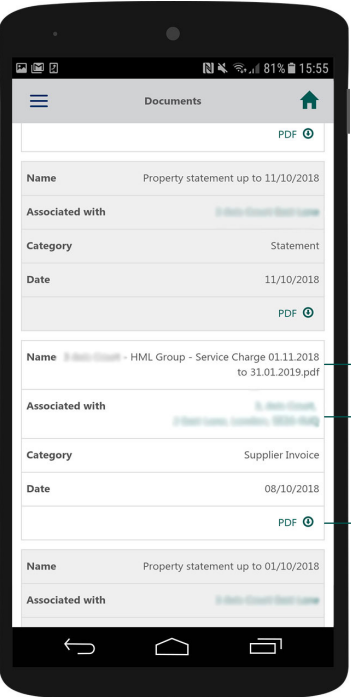 81% 15:55
Documents
PDF
Name Property statement up to 11/10/2018
Associated with
Category Statement
Date 11/10/2018
PDF
Name - HML Group - Service Charge 01.11.2018
to 31.01.2019.pdf
Associated with
Category Supplier Invoice
Date 08/10/2018
PDF
Name Property statement up to 01/10/2018
Associated with